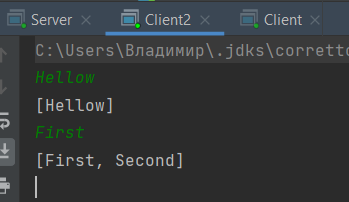 Server Client2 Client
C:\Users\Владимир\.jdks\corretto
Hellow
[Hellow]
First
[First, Second]